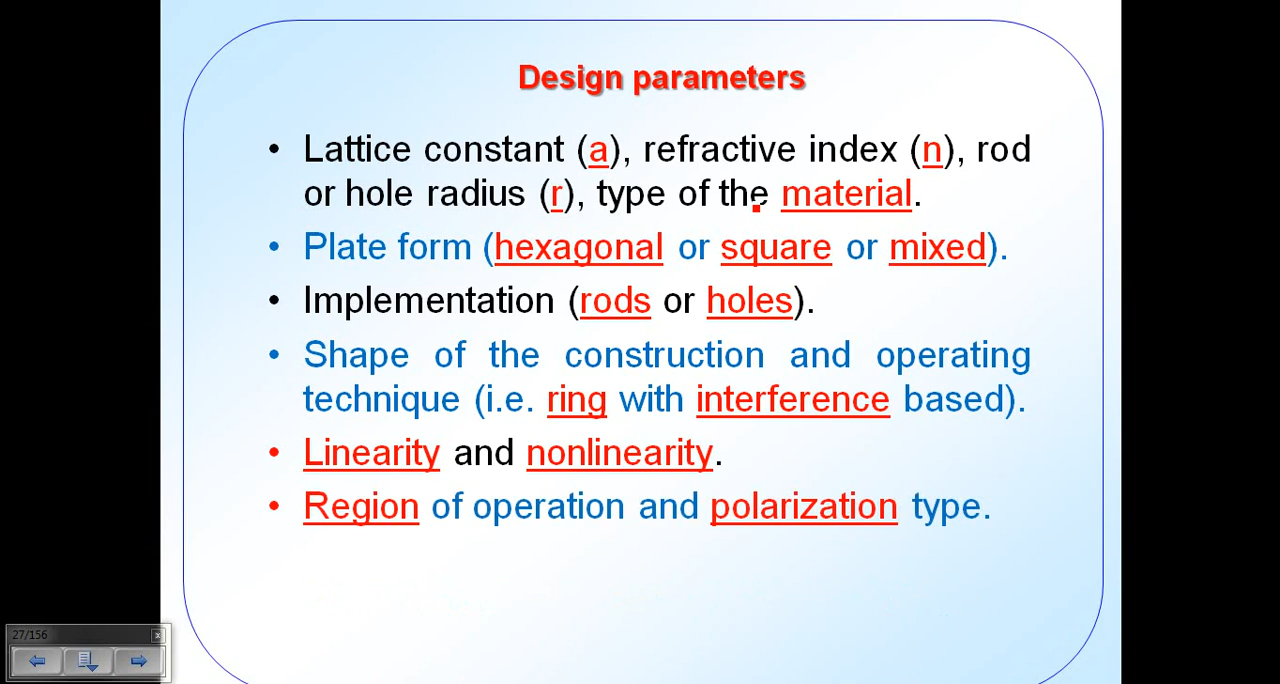 Design parameters
• Lattice constant (a), refractive index (n), rod
or hole radius (r), type of the material.
• Plate form (hexagonal or square or mixed).
• Implementation (rods or holes).
• Shape of the construction and operating
technique (i.e. ring with interference based).
• Linearity and nonlinearity.
• Region of operation and polarization type.
27/156